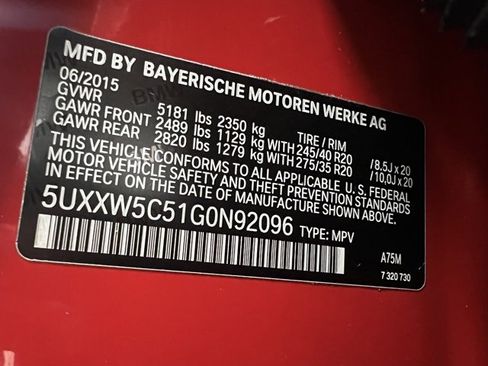 MFD BY BAYERISCHE MOTOREN WERKE AG
06/2015
GVWR 5181 lbs 2350 kg TIRE / RIM
GAWR FRONT 2489 lbs 1129 kg WITH 245/40 R20 /8.5J x 20
GAWR REAR 2820 lbs 1279 kg WITH 275/35 R20 /10.0J x 20
THIS VEHICLE CONFORMS TO ALL APPLICABLE U.S. FEDERAL
MOTOR VEHICLE SAFETY AND THEFT PREVENTION STANDARDS
IN EFFECT ON THE DATE OF MANUFACTURE SHOWN ABOVE.
5UXXW5C51G0N92096 TYPE: MPV
A75M
7 320 730